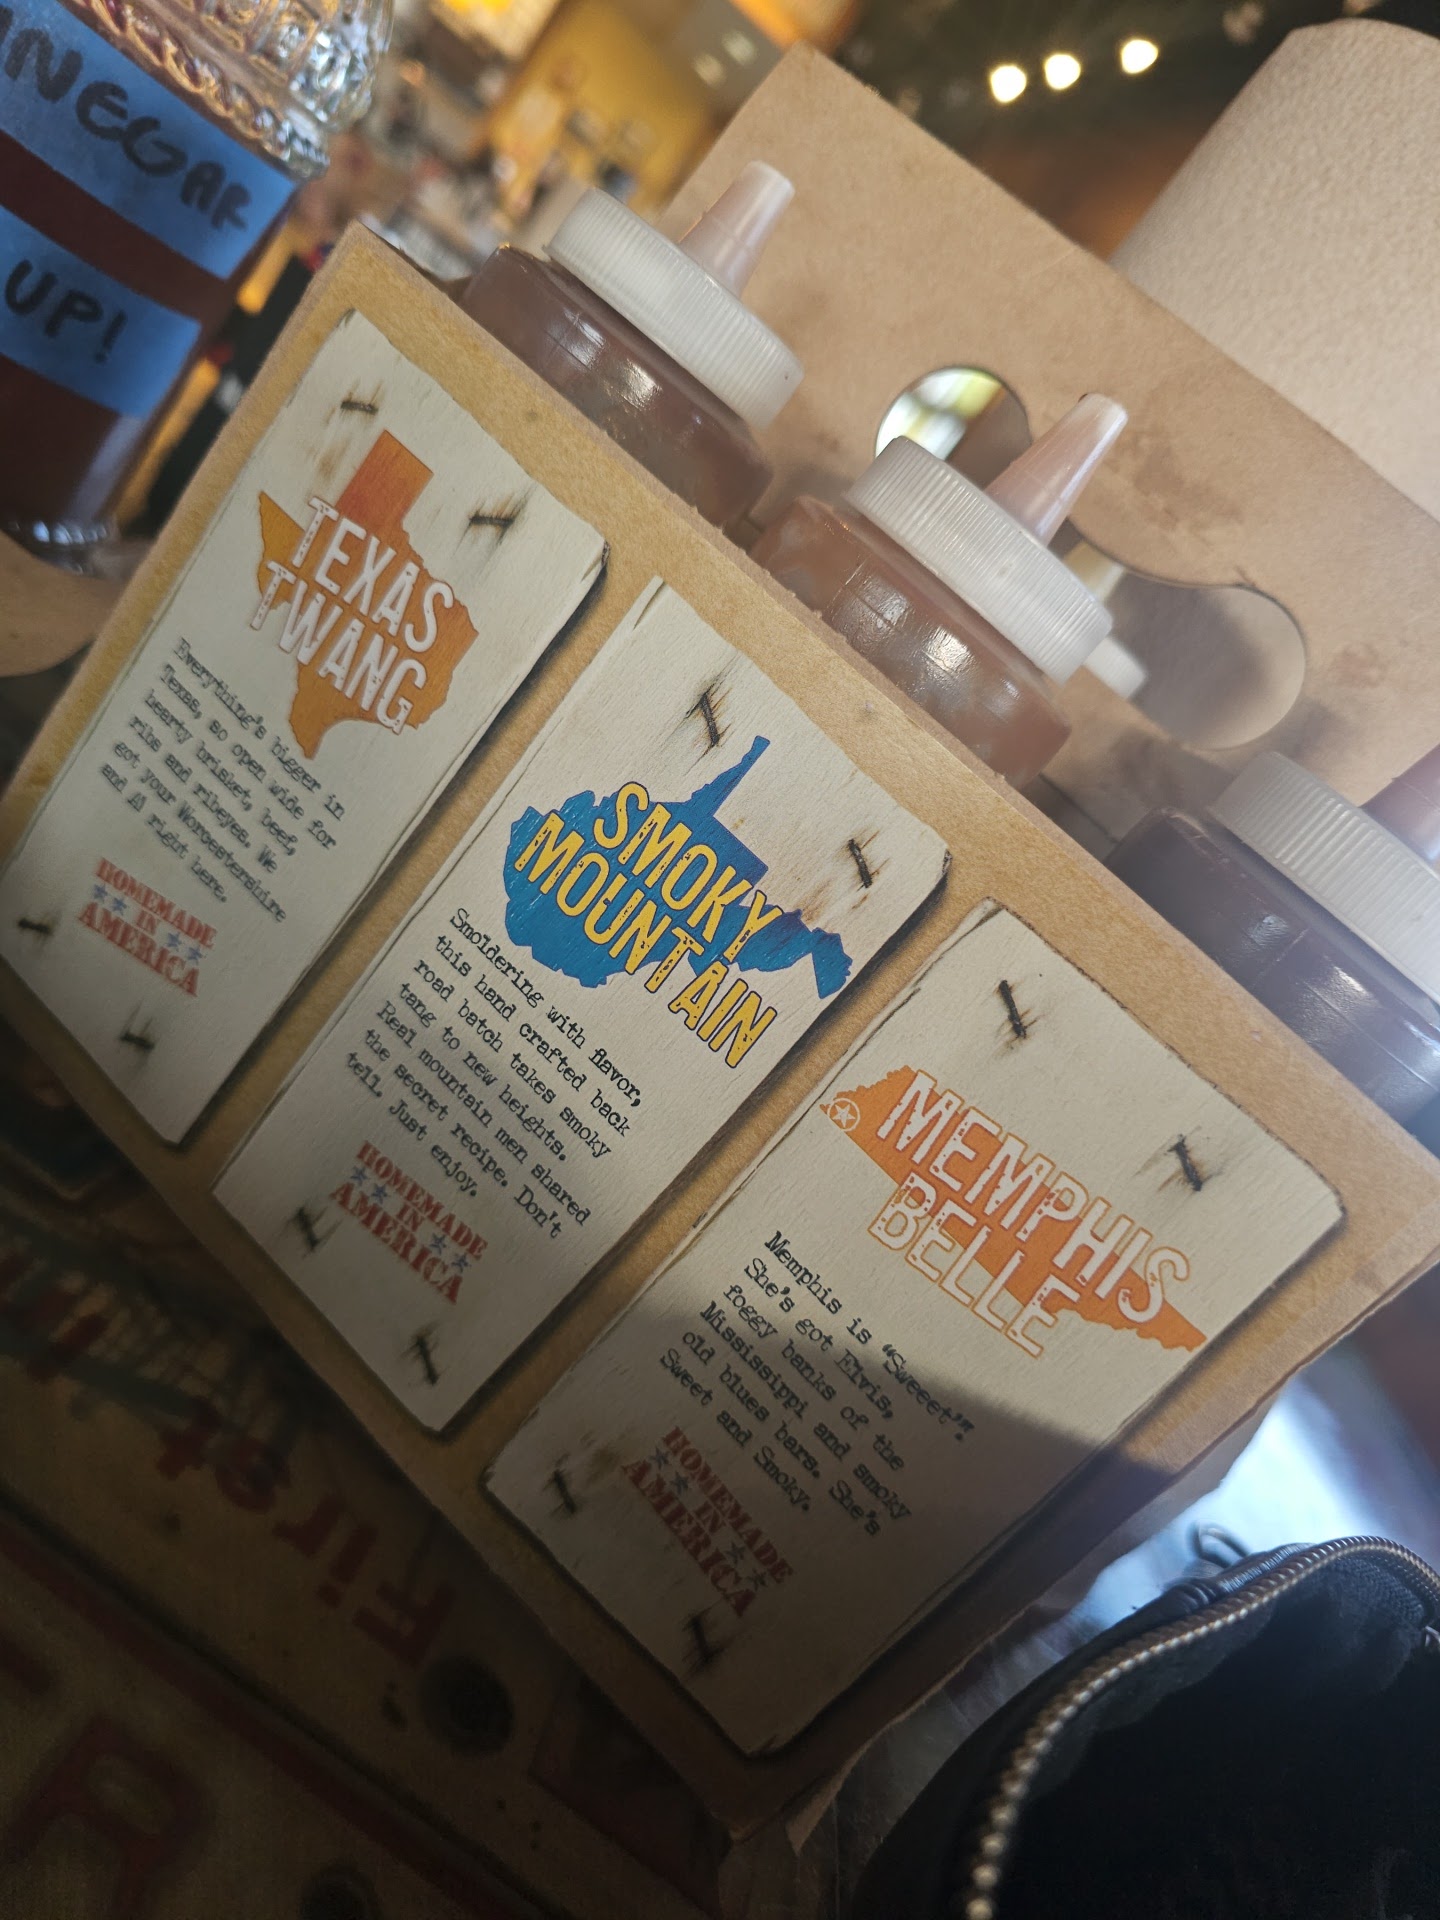 UP!
TEXAS
TWANG
Everything's bigger in
Texas, so open wide for
hearty brisket, beef,
ribs and ribeyes. We
got your Worcestershire
and A1 right here.
HOMEMADE
IN
AMERICA
SMOKY
MOUNTAIN
Smoldering with flavor,
this hand crafted back
road batch takes smoky
tang to new heights.
Real mountain men shared
the secret recipe. Don't
tell. Just enjoy.
HOMEMADE
IN
AMERICA
MEMPHIS
BELLE
Memphis is "Sweeet"!
She's got Elvis,
foggy banks of the
Mississippi and smoky
old blues bars. She's
Sweet and Smoky.
HOMEMADE
IN
AMERICA
First